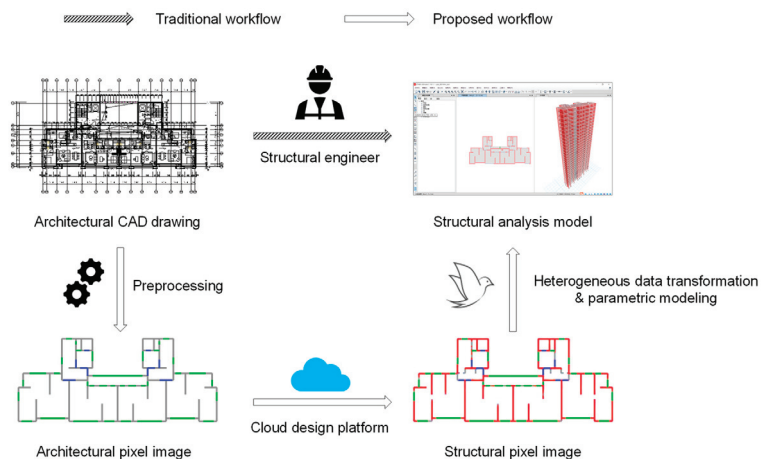 Traditional workflow
Proposed workflow
Structural engineer
Architectural CAD drawing
Structural analysis model
Preprocessing
Heterogeneous data transformation
& parametric modeling
Cloud design platform
Architectural pixel image
Structural pixel image